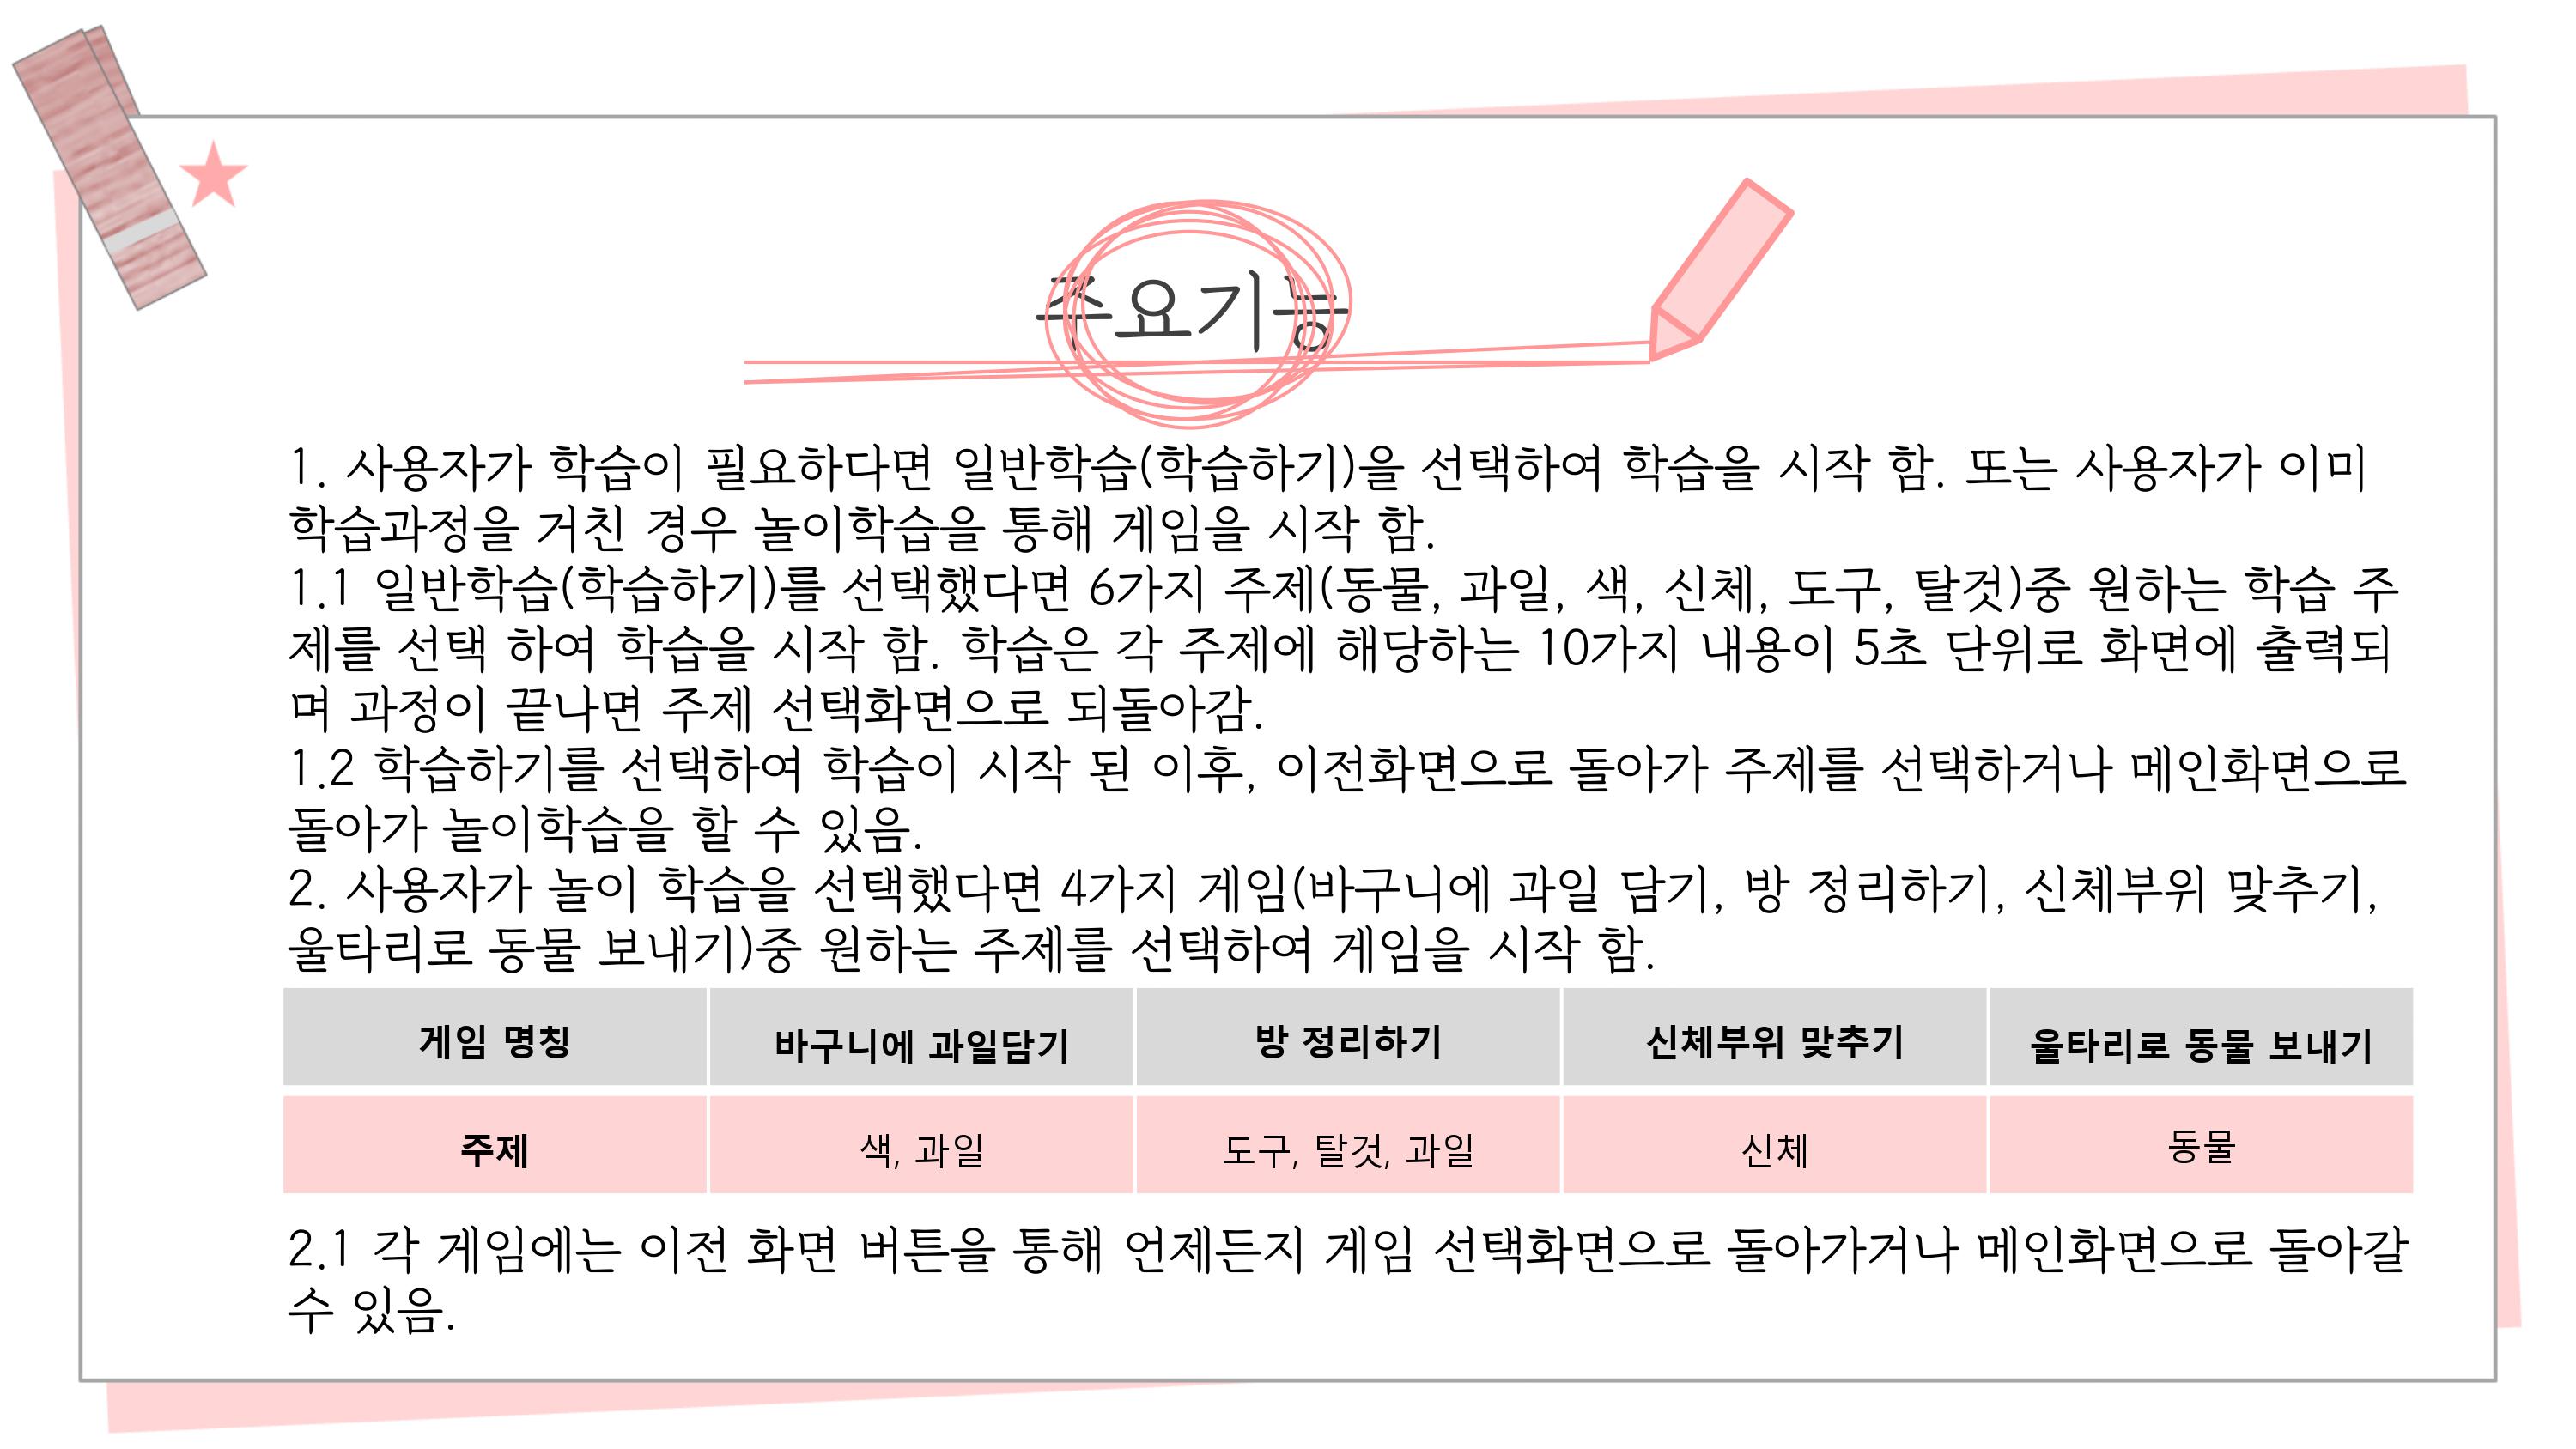 주요기능
1. 사용자가 학습이 필요하다면 일반학습(학습하기)을 선택하여 학습을 시작 함. 또는 사용자가 이미
학습과정을 거친 경우 놀이학습을 통해 게임을 시작 함.
1.1 일반학습(학습하기)를 선택했다면 6가지 주제(동물, 과일, 색, 신체, 도구, 탈것)중 원하는 학습 주
제를 선택 하여 학습을 시작 함. 학습은 각 주제에 해당하는 10가지 내용이 5초 단위로 화면에 출력되
며 과정이 끝나면 주제 선택화면으로 되돌아감.
1.2 학습하기를 선택하여 학습이 시작 된 이후, 이전화면으로 돌아가 주제를 선택하거나 메인화면으로
돌아가 놀이학습을 할 수 있음.
2. 사용자가 놀이 학습을 선택했다면 4가지 게임(바구니에 과일 담기, 방 정리하기, 신체부위 맞추기,
울타리로 동물 보내기)중 원하는 주제를 선택하여 게임을 시작 함.
게임 명칭 바구니에 과일담기 방 정리하기 신체부위 맞추기 울타리로 동물 보내기
주제 색, 과일 도구, 탈것, 과일 신체 동물
2.1 각 게임에는 이전 화면 버튼을 통해 언제든지 게임 선택화면으로 돌아가거나 메인화면으로 돌아갈
수 있음.